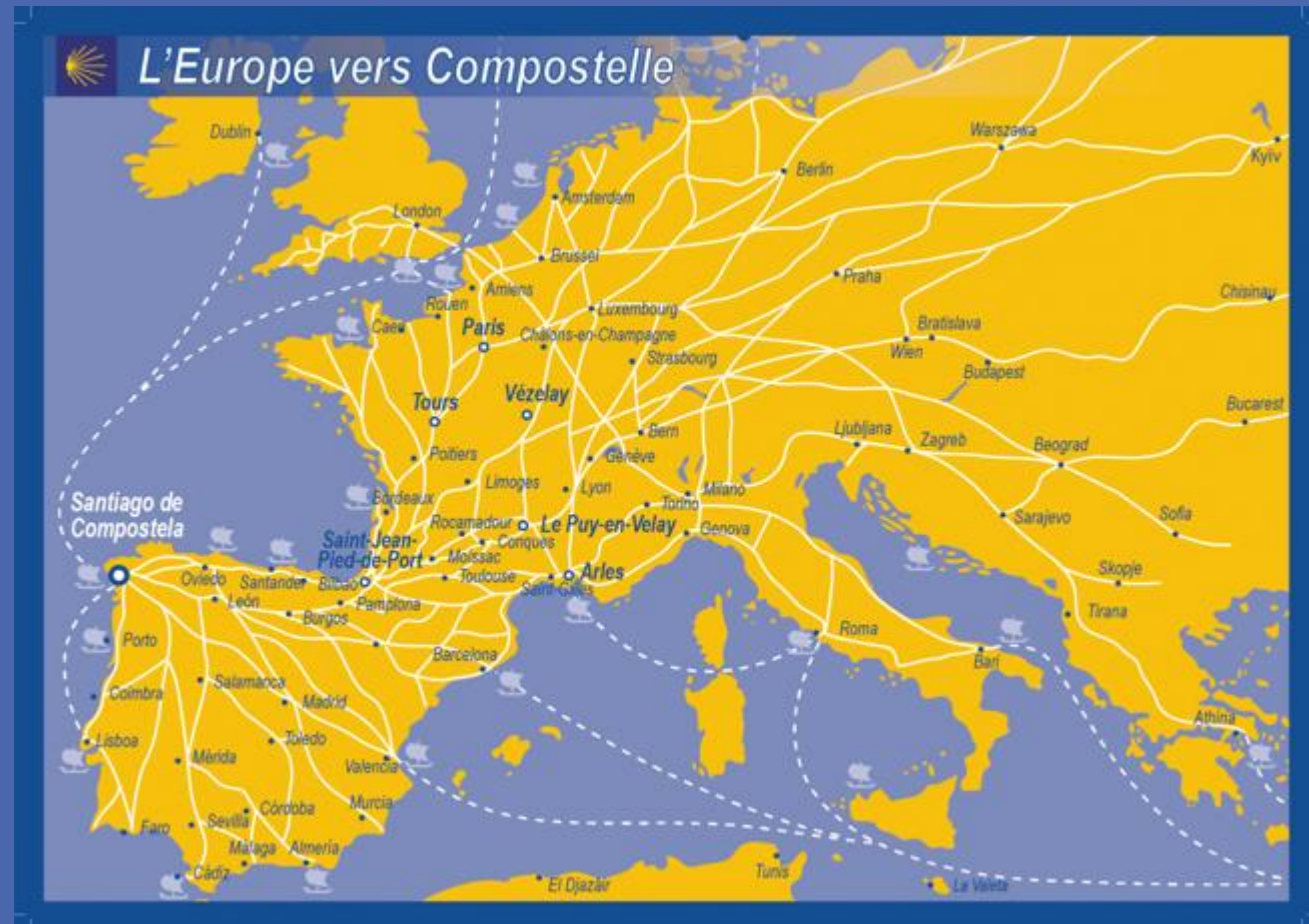 L'Europe vers Compostelle
Dublin
Warszawa
Kyïv
Berlin
Amsterdam
London
Brussel
Praha
Amiens
Luxembourg
Chisinau
Rouen
Caen
Paris
Châlons-en-Champagne
Bratislava
Strasbourg
Wien
Budapest
Vézelay
Tours
Bucarest
Bern
Ljubljana
Zagreb
Beograd
Poitiers
Genève
Limoges
Lyon
Milano
Santiago de
Compostela
Bordeaux
Torino
Rocamadour
Le Puy-en-Velay
Genova
Sarajevo
Sofia
Saint-Jean-
Pied-de-Port
Conques
Moissac
Oviedo
Santander
Bilbao
Toulouse
Arles
Saint-Gilles
Skopje
León
Pamplona
Burgos
Tirana
Porto
Roma
Barcelona
Bari
Salamanca
Coimbra
Madrid
Athina
Lisboa
Toledo
Mérida
Valencia
Córdoba
Murcia
Faro
Sevilla
Málaga
Almería
Cádiz
Tunis
El Djazàir
La Valeta